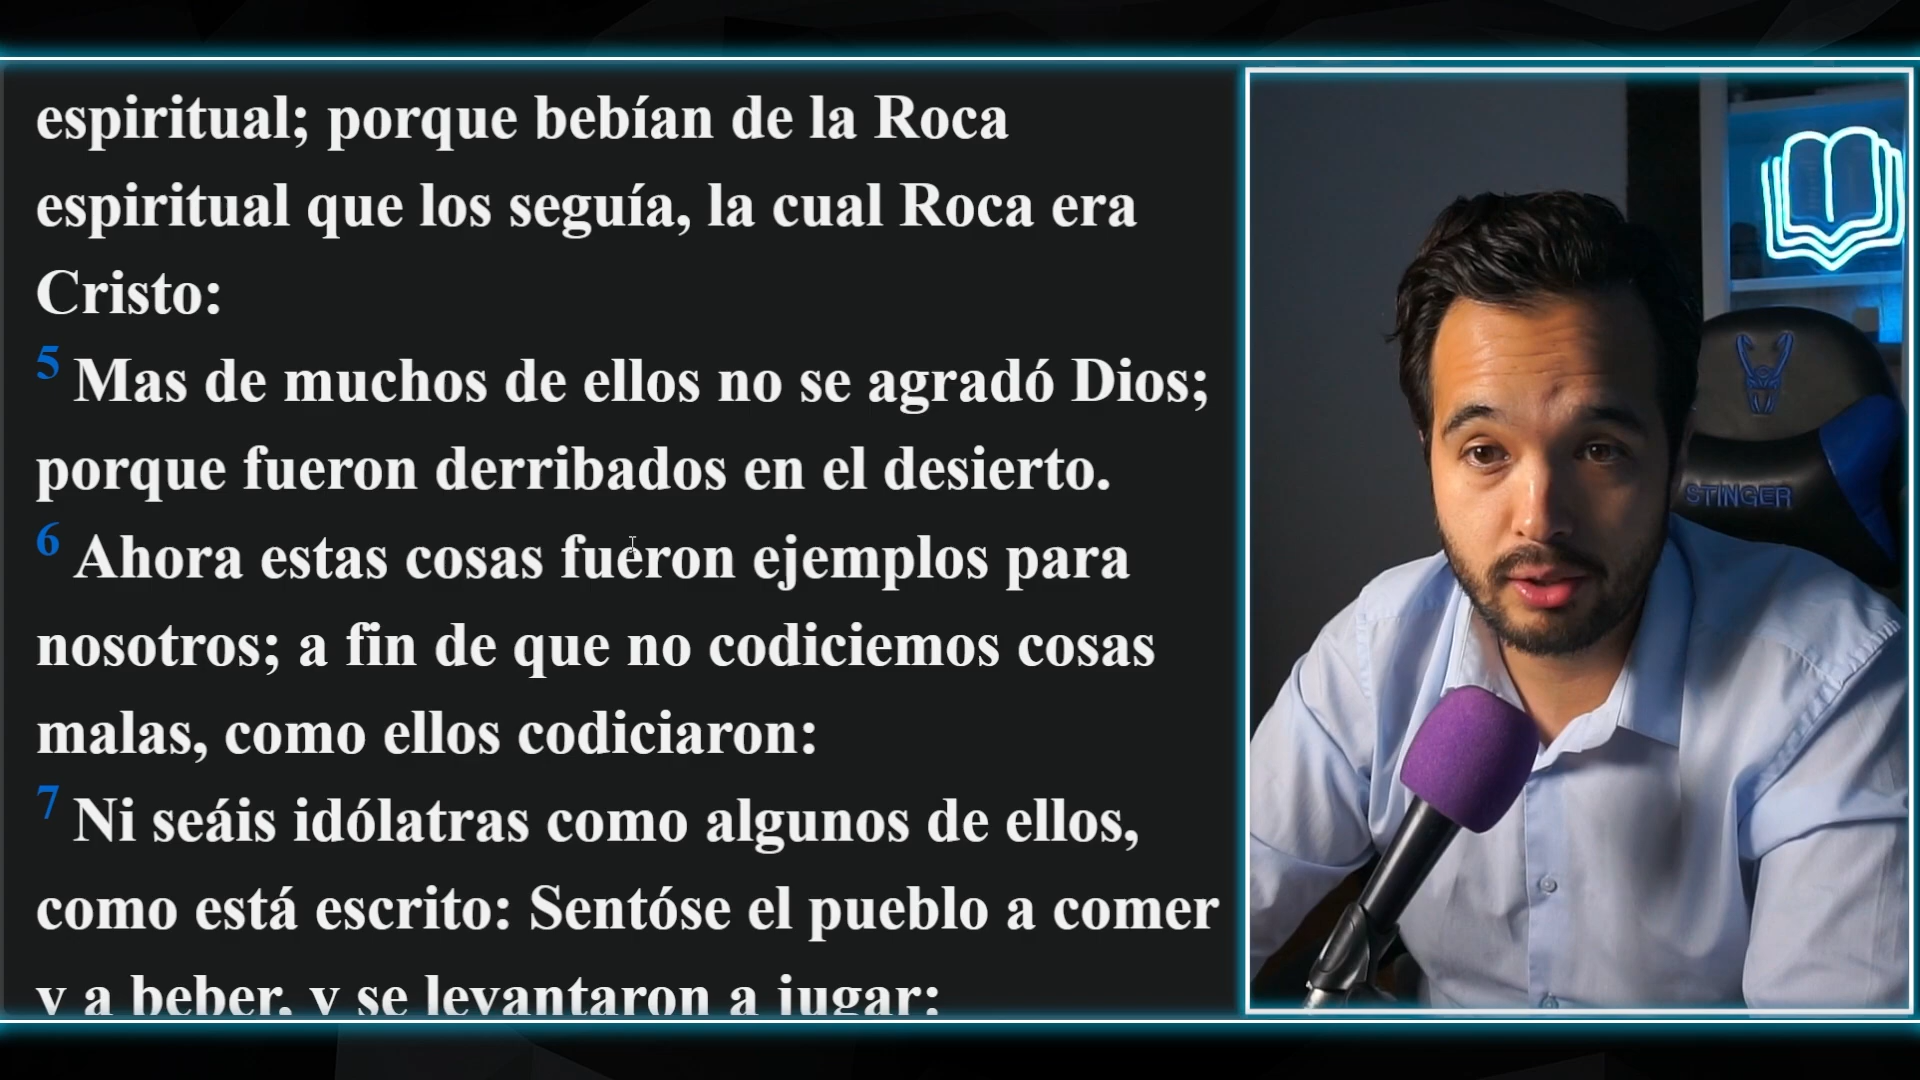 espiritual; porque bebían de la Roca
espiritual que los seguía, la cual Roca era
Cristo:
5 Mas de muchos de ellos no se agradó Dios;
porque fueron derribados en el desierto.
6 Ahora estas cosas fueron ejemplos para
nosotros; a fin de que no codiciemos cosas
malas, como ellos codiciaron:
7 Ni seáis idólatras como algunos de ellos,
como está escrito: Sentóse el pueblo a comer
y a beber, y se levantaron a jugar:
STINGER